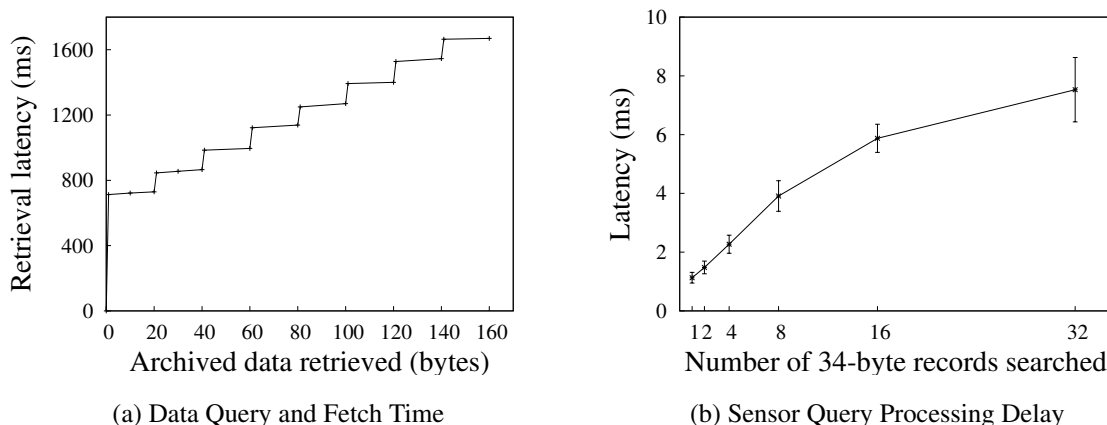 1600
1200
800
400
0
Retrieval latency (ms)
0 20 40 60 80 100 120 140 160
Archived data retrieved (bytes)
(a) Data Query and Fetch Time
10
8
6
4
2
0
Latency (ms)
1 2 4 8 16 32
Number of 34-byte records searched
(b) Sensor Query Processing Delay